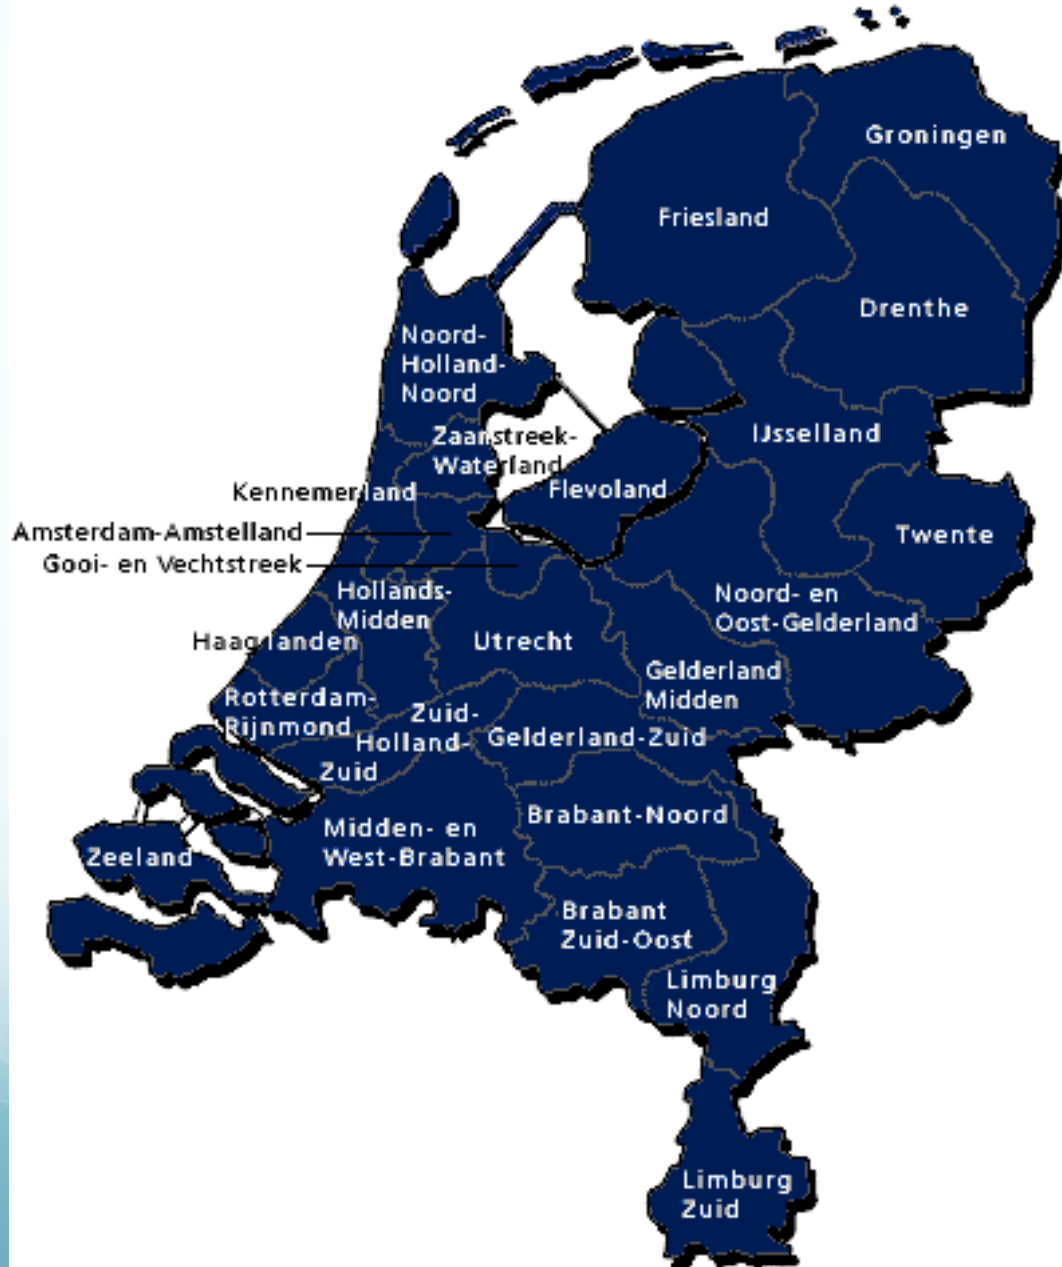 Groningen
Friesland
Drenthe
Noord-
Holland-
Noord
IJsselland
Zaanstreek-
Waterland
Flevoland
Kennemerland
Amsterdam-Amstelland
Twente
Gooi- en Vechtstreek
Hollands-
Midden
Noord- en
Oost-Gelderland
Haaglanden
Utrecht
Gelderland
Midden
Rotterdam-
Rijnmond
Zuid-
Holland-
Zuid
Gelderland-Zuid
Brabant-Noord
Midden- en
West-Brabant
Zeeland
Brabant
Zuid-Oost
Limburg
Noord
Limburg
Zuid